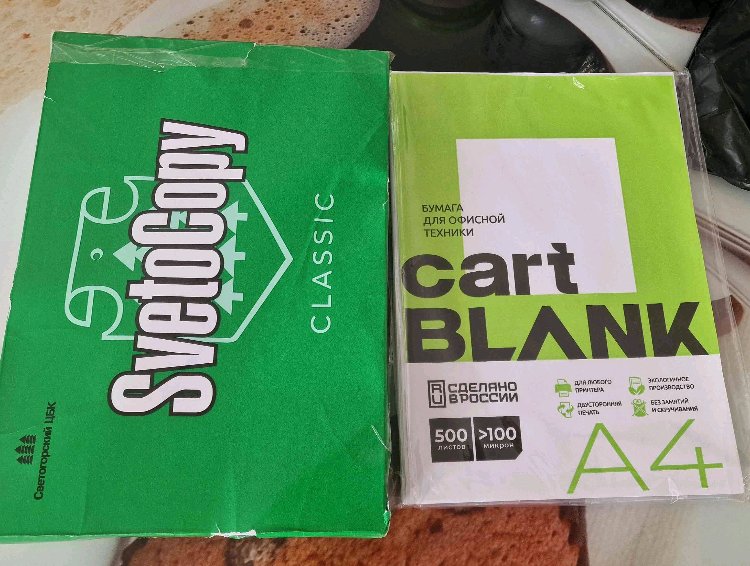 SvetoCopy
CLASSIC
Светогорский ЦБК
БУМАГА
ДЛЯ ОФИСНОЙ
ТЕХНИКИ
cart
BLANK
СДЕЛАНО
В РОССИИ
ДЛЯ ЛЮБОГО
ПРИНТЕРА
ЭКОЛОГИЧНОЕ
ПРОИЗВОДСТВО
ДВУСТОРОННЯЯ
ПЕЧАТЬ
БЕЗ ЗАМЯТИЙ
И СКРУЧИВАНИЯ
500
листов
>100
микрон
A4